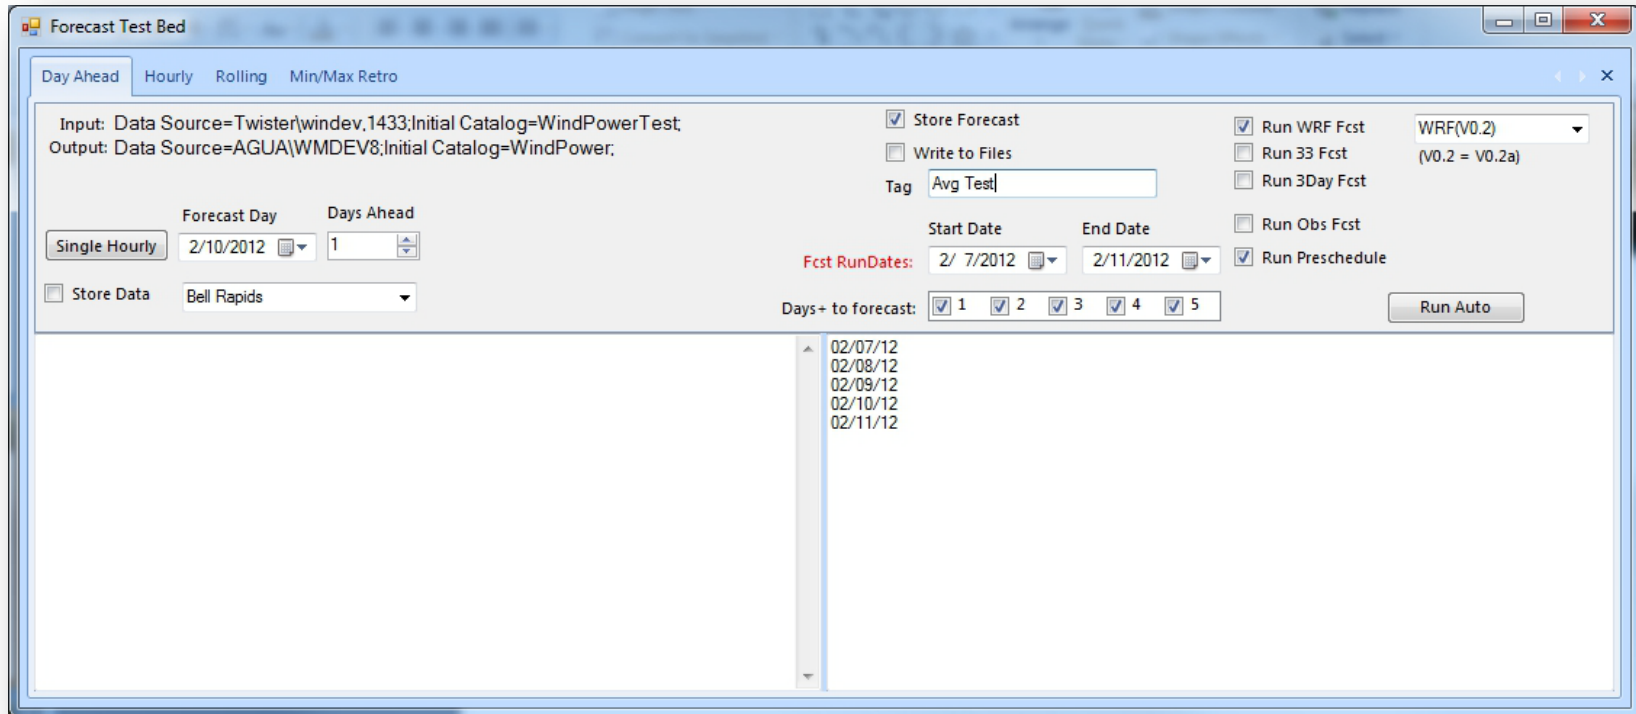 Forecast Test Bed
Day Ahead Hourly Rolling Min/Max Retro
Input: Data Source=Twister\windev,1433;Initial Catalog=WindPowerTest;
Output: Data Source=AGUA\WMDEV8;Initial Catalog=WindPower;
Forecast Day Days Ahead
Single Hourly 2/10/2012 1
Store Data Bell Rapids
Store Forecast
Write to Files
Tag Avg Test
Start Date End Date
Fcst RunDates: 2/ 7/2012 2/11/2012
Days+ to forecast: 1 2 3 4 5
Run WRF Fcst WRF(V0.2)
Run 33 Fcst (V0.2 = V0.2a)
Run 3Day Fcst
Run Obs Fcst
Run Preschedule
Run Auto
02/07/12
02/08/12
02/09/12
02/10/12
02/11/12